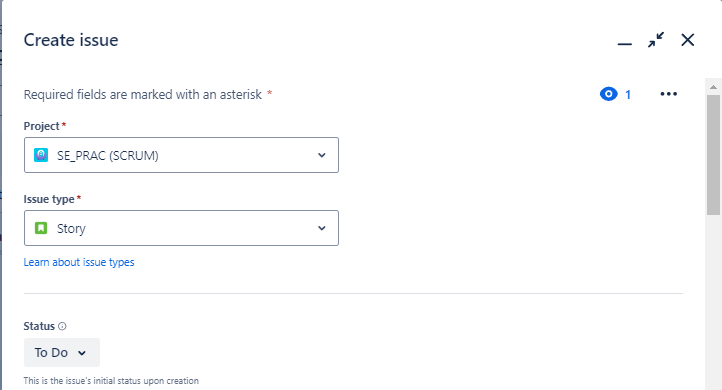 Create issue
Required fields are marked with an asterisk *
1
Project *
SE_PRAC (SCRUM)
Issue type *
Story
Learn about issue types
Status
To Do
This is the issue's initial status upon creation